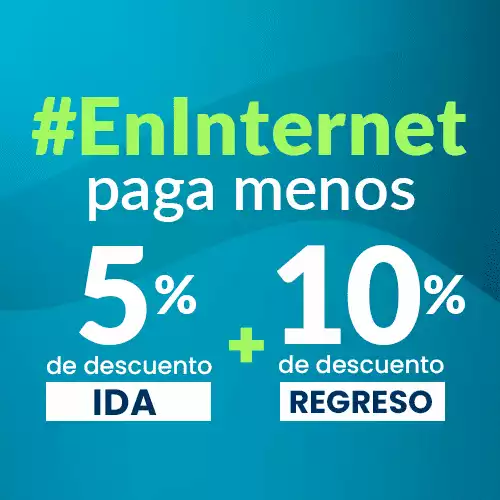 #EnInternet
paga menos
5%
de descuento
IDA
+
10%
de descuento
REGRESO